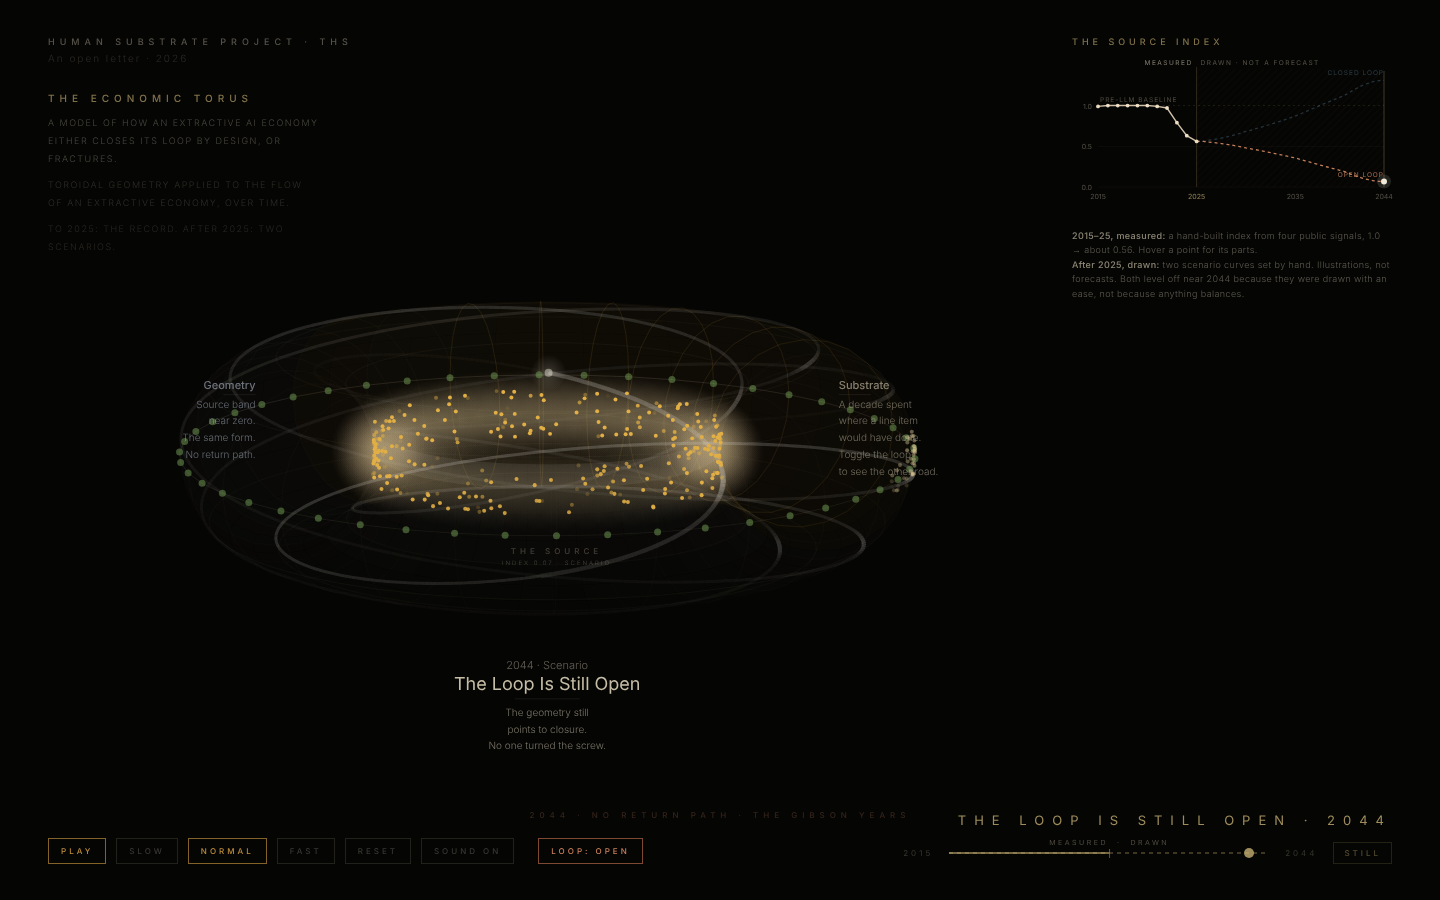 HUMAN SUBSTRATE PROJECT · THS
An open letter · 2026
THE ECONOMIC TORUS
A MODEL OF HOW AN EXTRACTIVE AI ECONOMY
EITHER CLOSES ITS LOOP BY DESIGN, OR
FRACTURES.
TOROIDAL GEOMETRY APPLIED TO THE FLOW
OF AN EXTRACTIVE ECONOMY, OVER TIME.
TO 2025: THE RECORD. AFTER 2025: TWO
SCENARIOS.
THE SOURCE INDEX
MEASURED DRAWN · NOT A FORECAST
CLOSED LOOP
PRE-LLM BASELINE
1.0
0.5
OPEN LOOP
0.0
2015 2025 2035 2044
2015–25, measured: a hand-built index from four public signals, 1.0
→ about 0.56. Hover a point for its parts.
After 2025, drawn: two scenario curves set by hand. Illustrations, not
forecasts. Both level off near 2044 because they were drawn with an
ease, not because anything balances.
Geometry
Source band
near zero.
The same form.
No return path.
Substrate
A decade spent
where a line item
would have done.
Toggle the loop
to see the other road.
THE SOURCE
INDEX 0.07 · SCENARIO
2044 · Scenario
The Loop Is Still Open
The geometry still
points to closure.
No one turned the screw.
2044 · NO RETURN PATH · THE GIBSON YEARS
THE LOOP IS STILL OPEN · 2044
PLAY SLOW NORMAL FAST RESET SOUND ON LOOP: OPEN
MEASURED · DRAWN
2015 2044 STILL